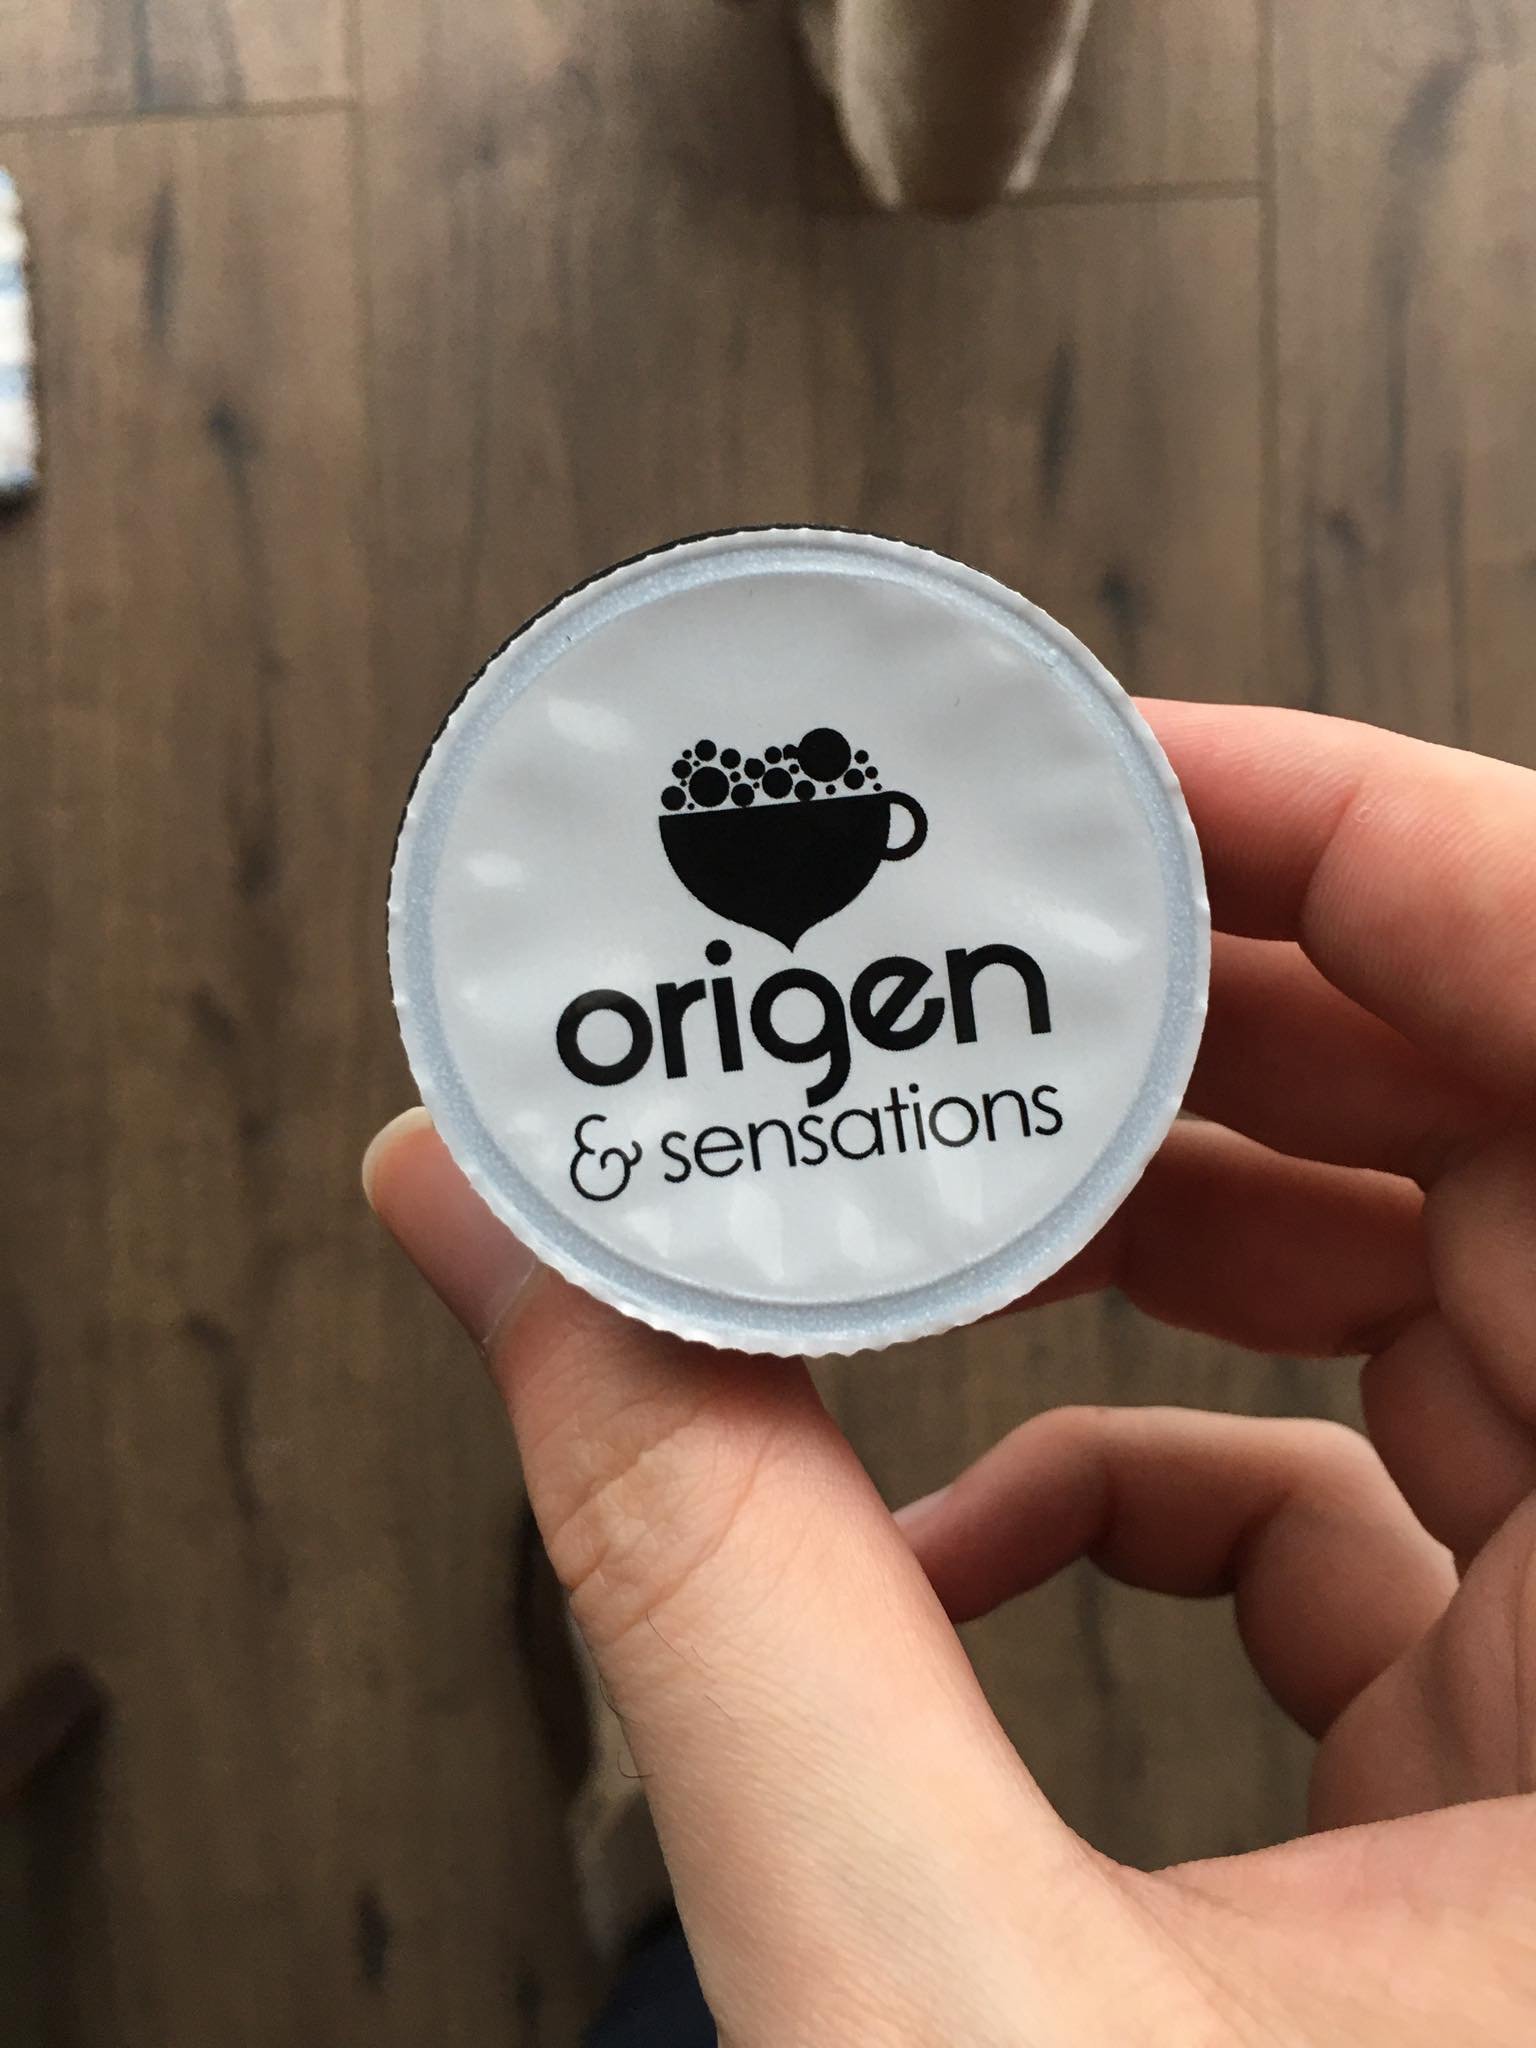 origen
& sensations